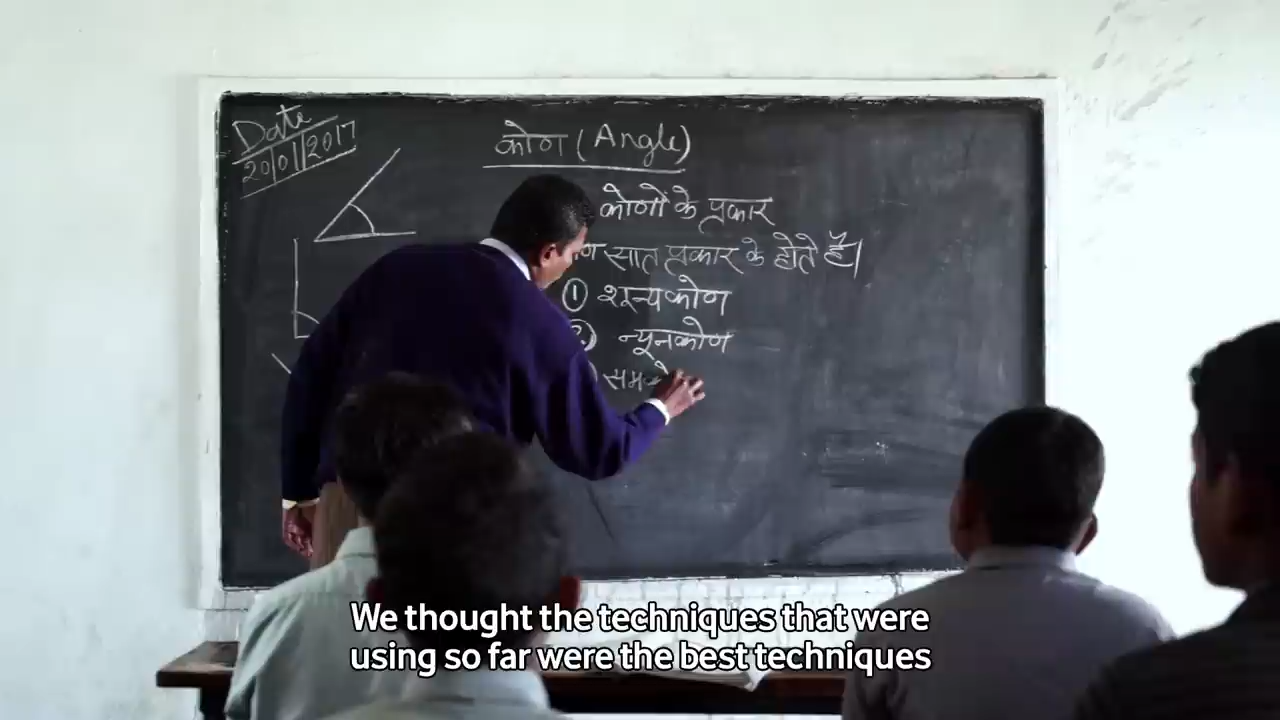 Date
20/01/2017
कोण (Angle)
कोणों के प्रकार
सात प्रकार के होते हैं।
① शून्यकोण
② न्यूनकोण
We thought the techniques that were
using so far were the best techniques